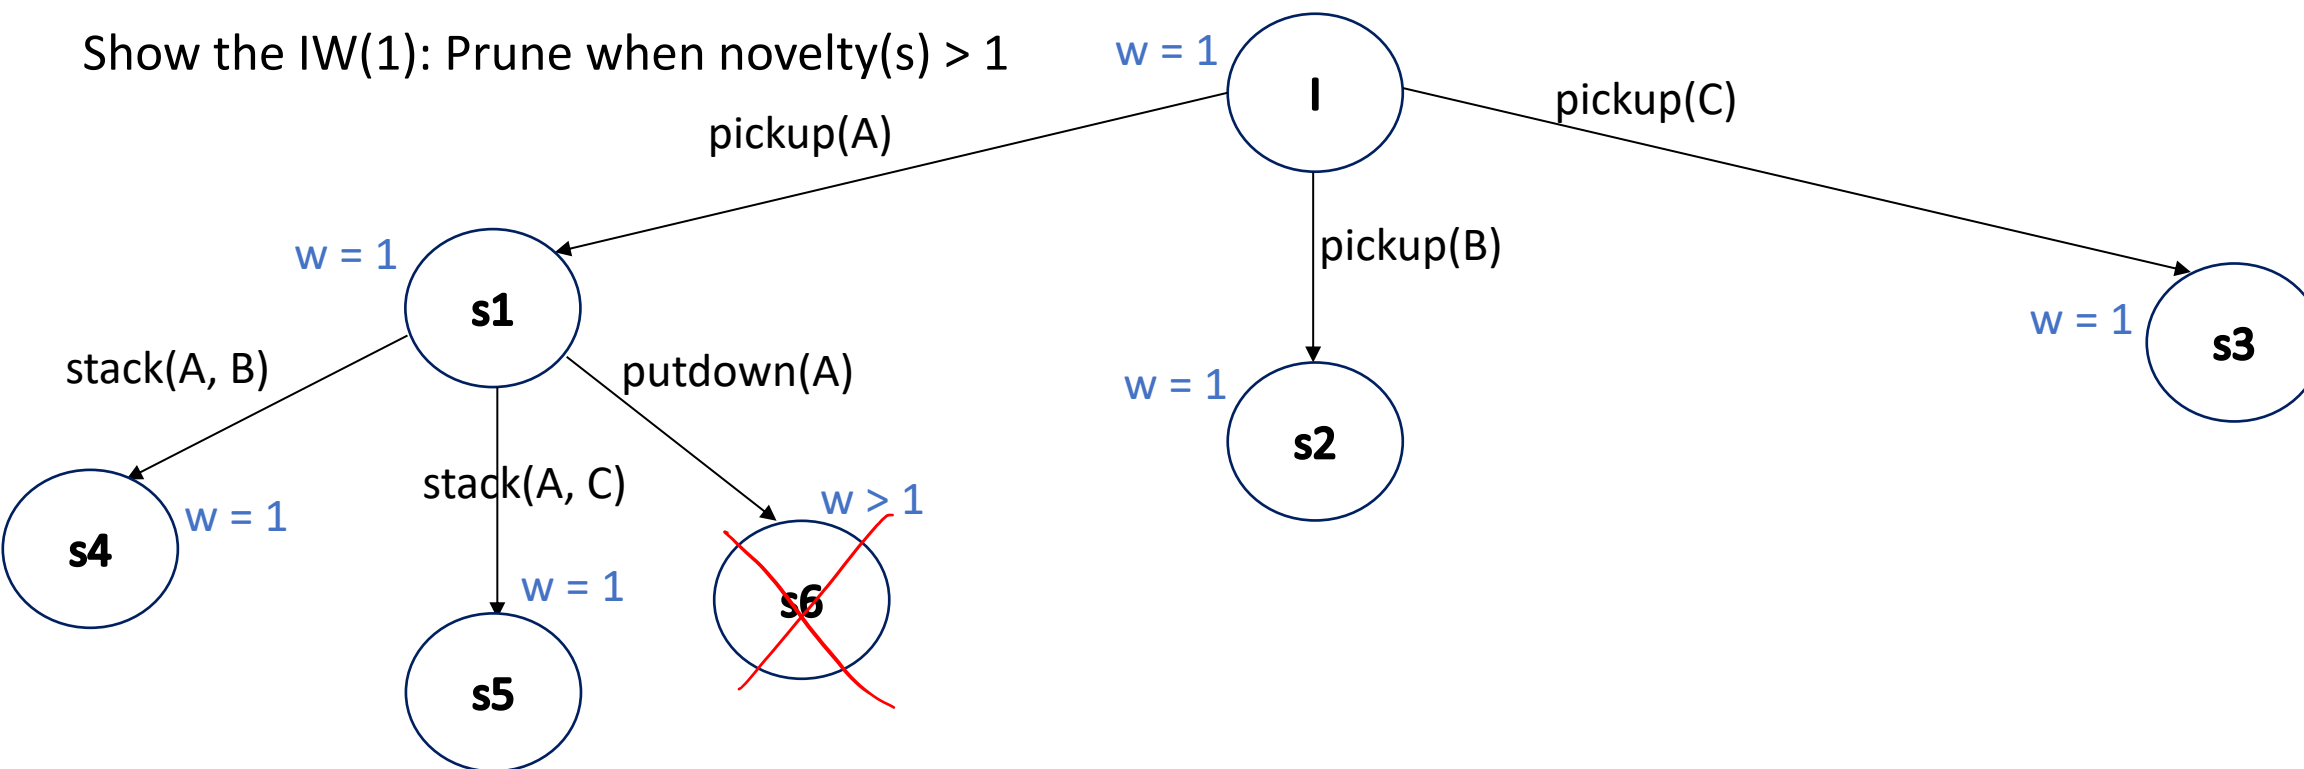 Show the IW(1): Prune when novelty(s) > 1
w = 1
I
pickup(A)
pickup(C)
w = 1
s1
pickup(B)
w = 1
s3
stack(A, B)
putdown(A)
w = 1
s2
stack(A, C)
s4
w = 1
w > 1
s6
w = 1
s5